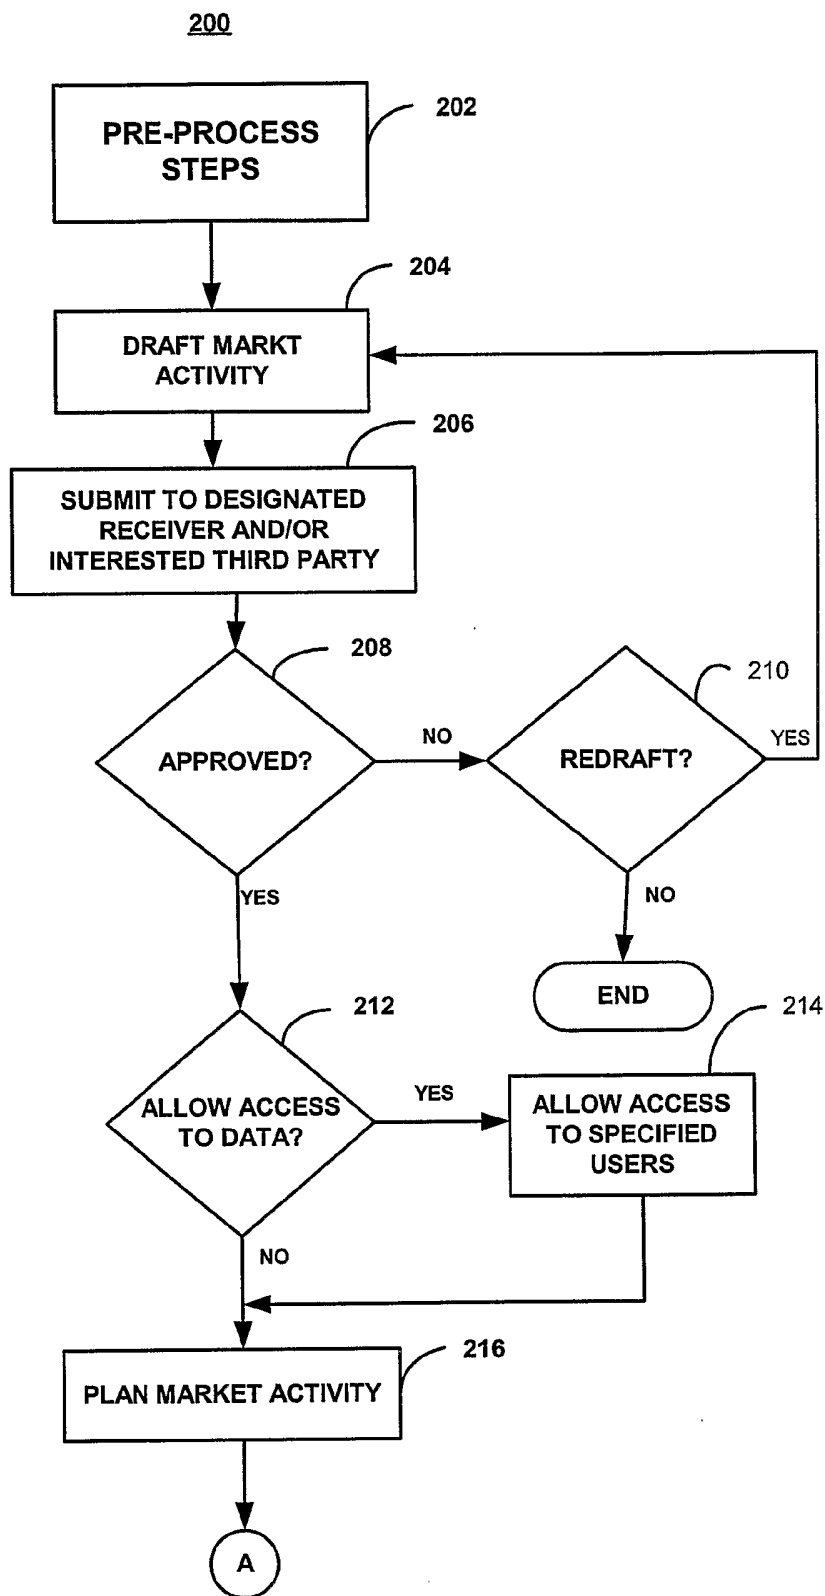 200
PRE-PROCESS
STEPS
202
204
DRAFT MARKT
ACTIVITY
206
SUBMIT TO DESIGNATED
RECEIVER AND/OR
INTERESTED THIRD PARTY
208
APPROVED?
NO
210
REDRAFT?
YES
YES
NO
END
212
ALLOW ACCESS
TO DATA?
YES
214
ALLOW ACCESS
TO SPECIFIED
USERS
NO
216
PLAN MARKET ACTIVITY
A